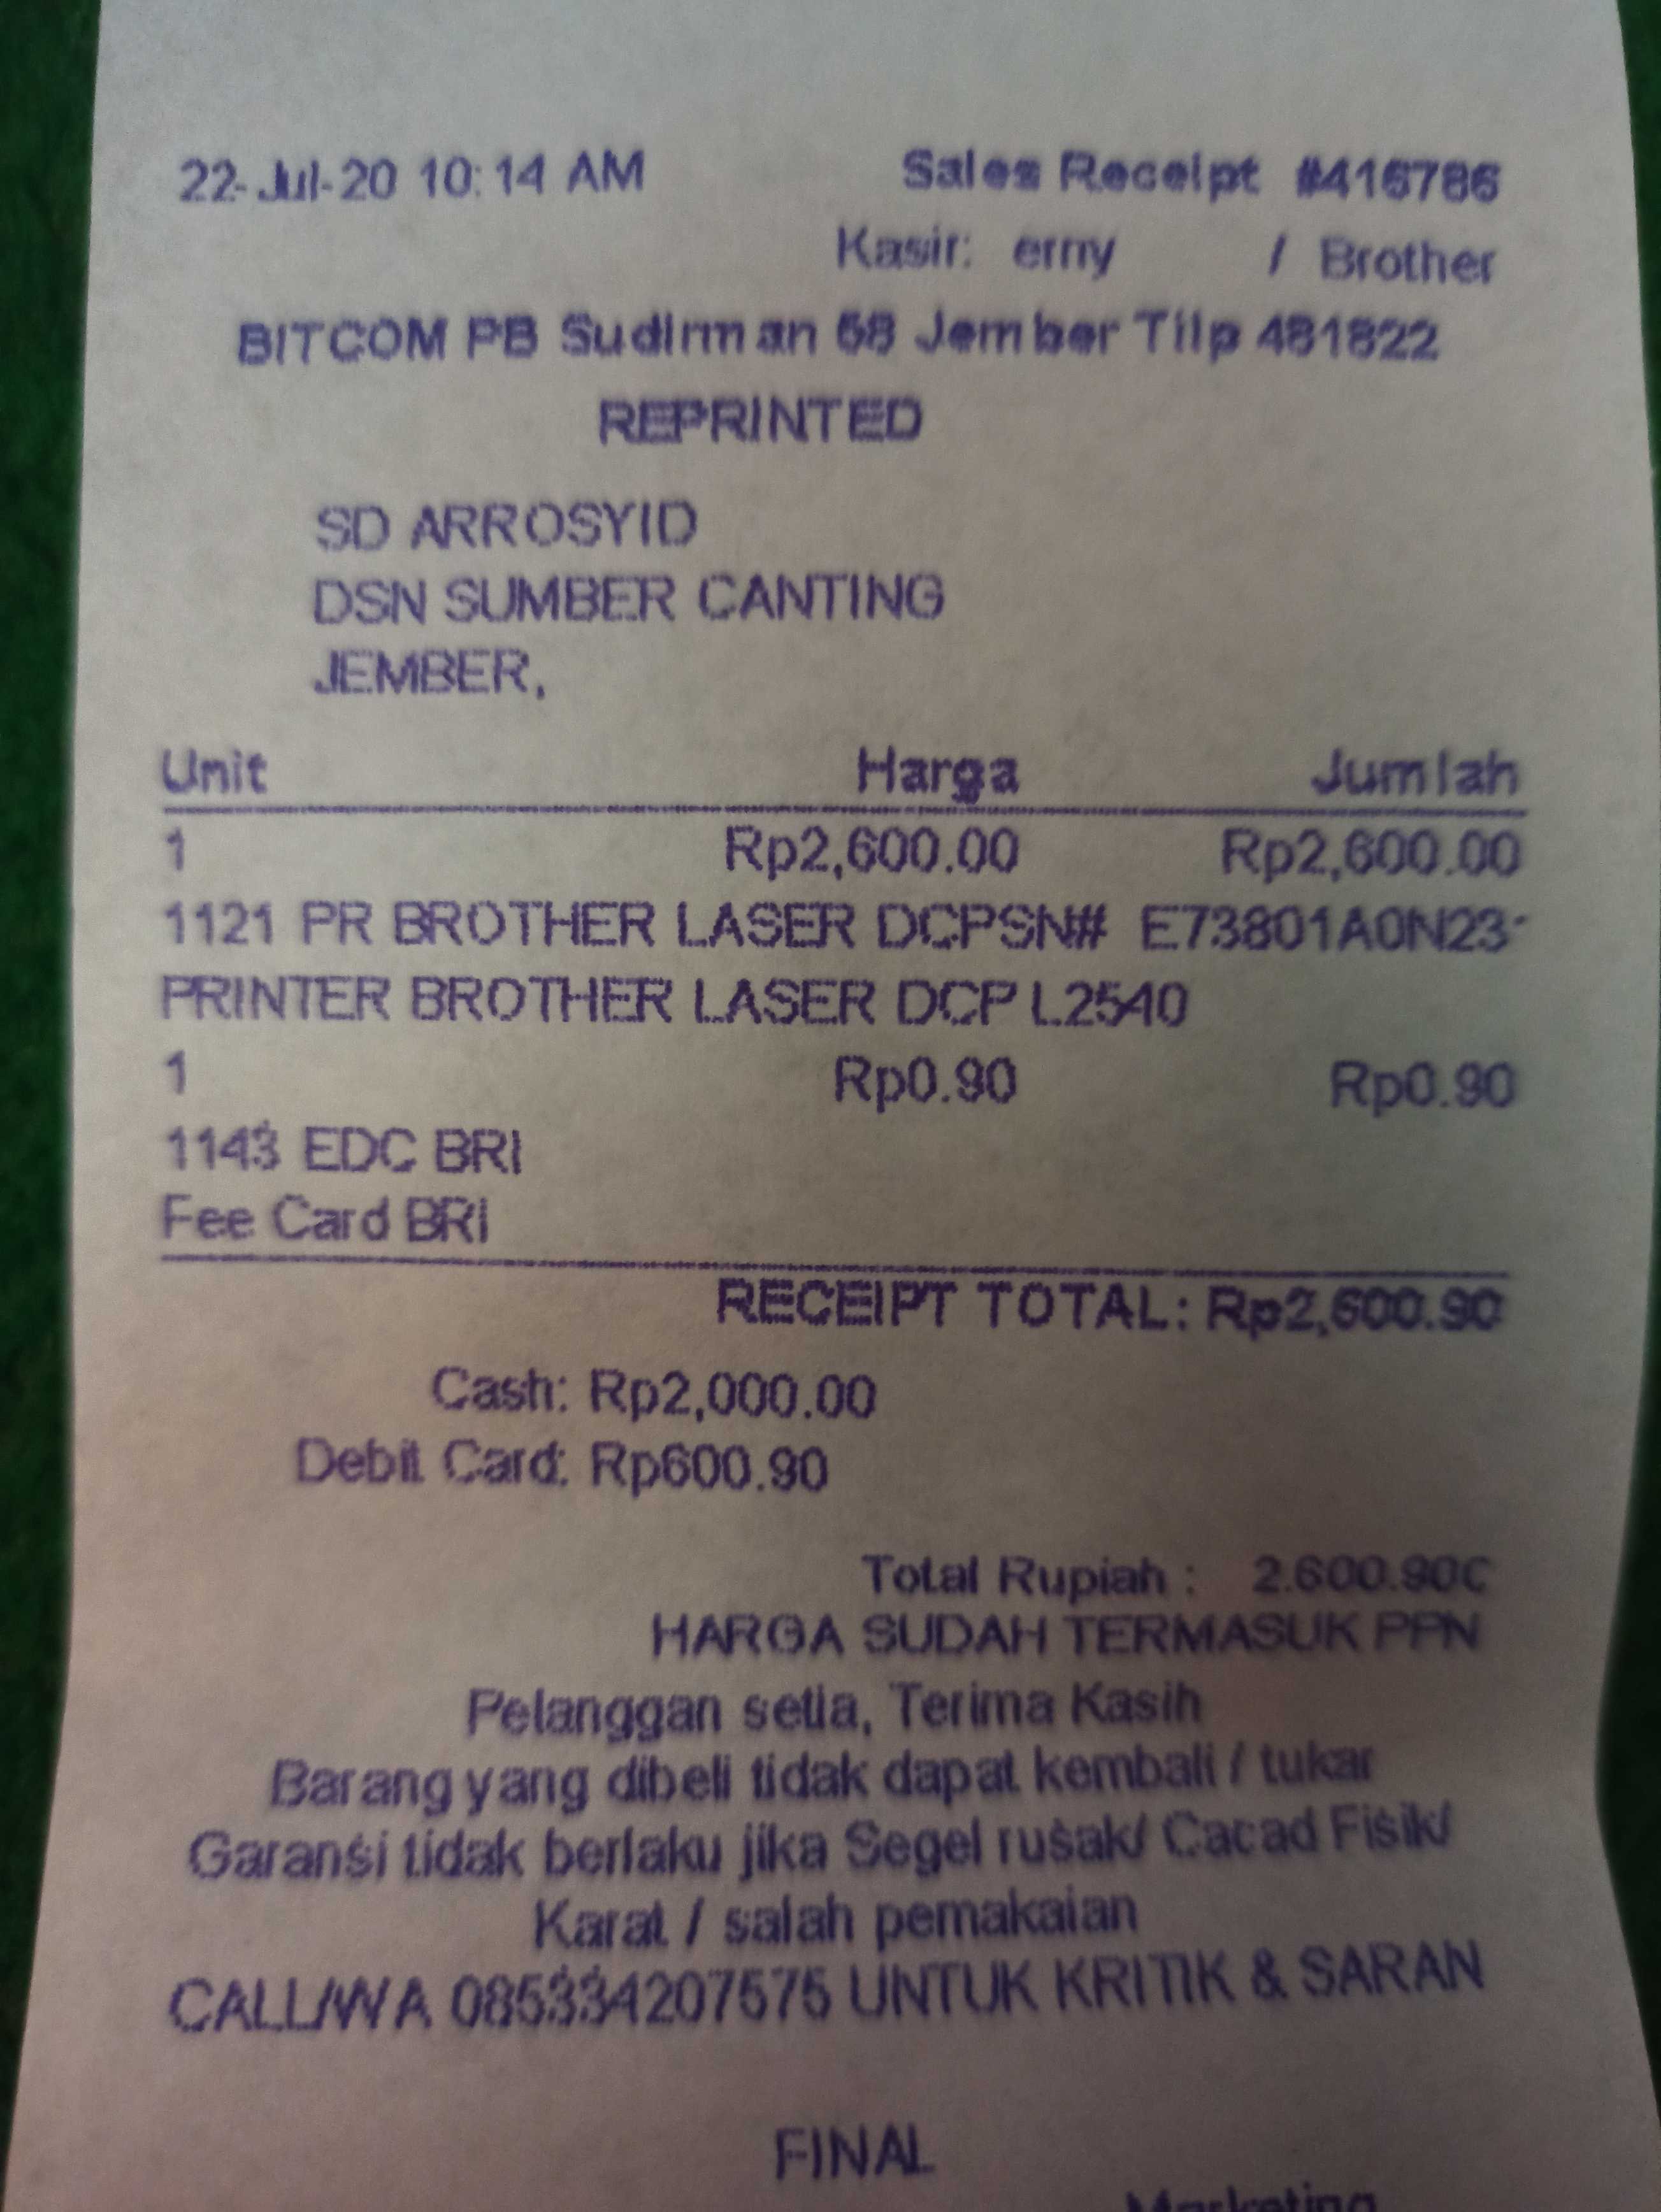 22-Jul-20 10:14 AM Sales Receipt #416786
Kasir: erny / Brother
BITCOM PB Sudirman 68 Jember Tilp 481822
REPRINTED
SD ARROSYID
DSN SUMBER CANTING
JEMBER,
Unit Harga Jumlah
1 Rp2,600.00 Rp2,600.00
1121 PR BROTHER LASER DCPSN# E73801A0N23
PRINTER BROTHER LASER DCP L2540
1 Rp0.90 Rp0.90
1143 EDC BRI
Fee Card BRI
RECEIPT TOTAL: Rp2,600.90
Cash: Rp2,000.00
Debit Card: Rp600.90
Total Rupiah : 2.600.90
HARGA SUDAH TERMASUK PPN
Pelanggan setia, Terima Kasih
Barang yang dibeli tidak dapat kembali / tukar
Garansi tidak berlaku jika Segel rusak/ Cacad Fisik/
Karat / salah pemakaian
CALL/WA 085334207575 UNTUK KRITIK & SARAN
FINAL
Marketing